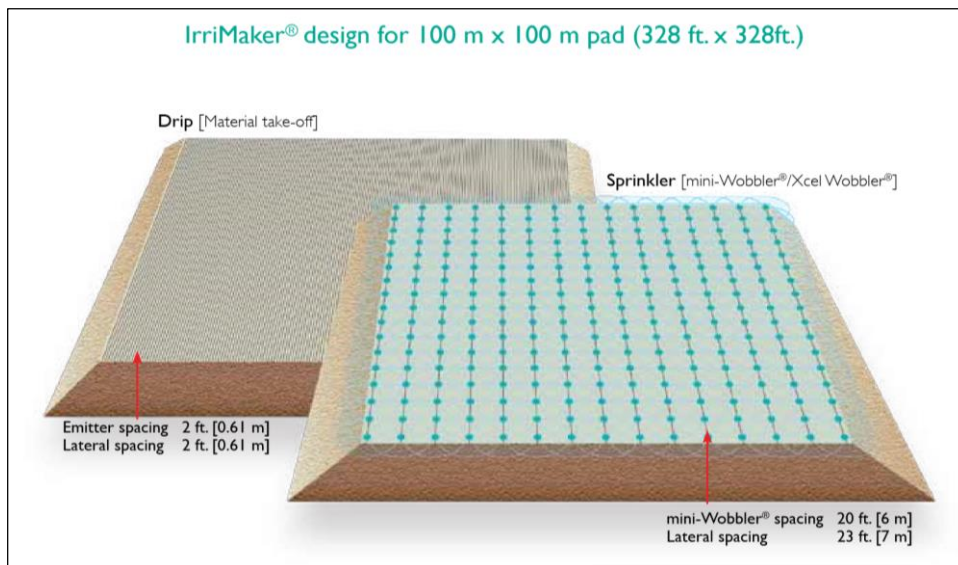 IrriMaker® design for 100 m x 100 m pad (328 ft. x 328ft.)
Drip [Material take-off]
Sprinkler [mini-Wobbler®/Xcel Wobbler®]
Emitter spacing 2 ft. [0.61 m]
Lateral spacing 2 ft. [0.61 m]
mini-Wobbler® spacing 20 ft. [6 m]
Lateral spacing 23 ft. [7 m]